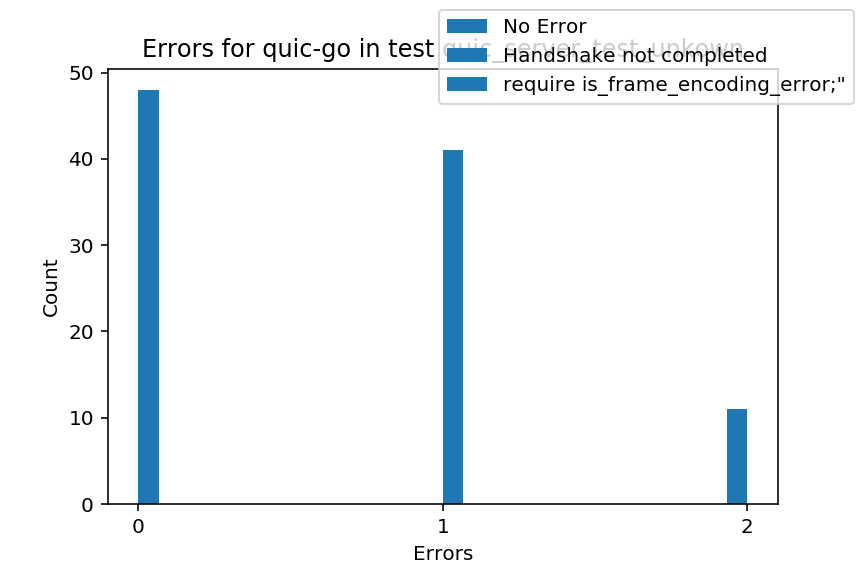 Errors for quic-go in test quic_server_test_unkown
No Error
Handshake not completed
require is_frame_encoding_error;"
50
40
30
20
10
0
Count
0 1 2
Errors